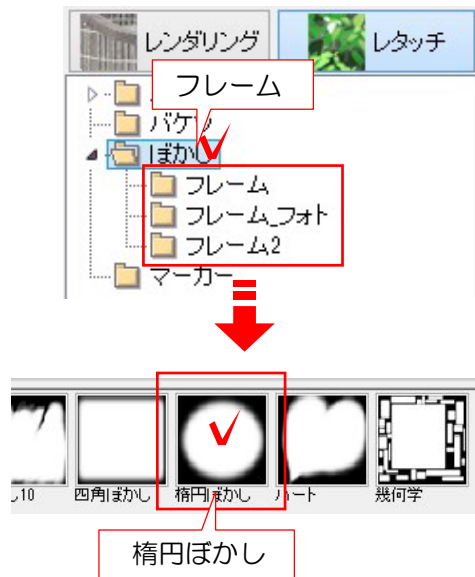 レンダリング
レタッチ
フレーム
バケツ
ぼかし
フレーム
フレーム_フォト
フレーム2
マーカー
10
四角ぼかし
楕円ぼかし
ハート
幾何学
楕円ぼかし